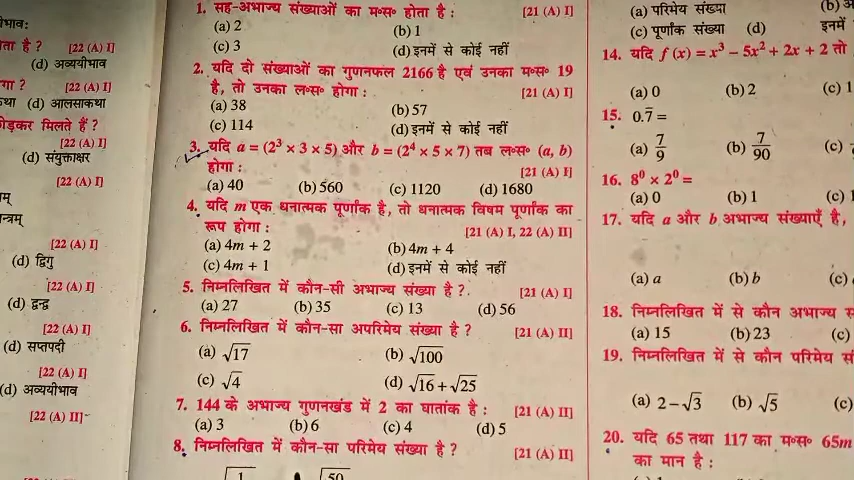 भाव:
ता है ? [22 (A) I]
(d) अव्ययीभाव
गा ? [22 (A) I]
था (d) आलसाकथा
ोड़कर मिलते हैं ?
[22 (A) I]
(d) संयुक्ताक्षर
[22 (A) I]
म्
न्त्रम्
[22 (A) I]
(d) द्विगु
[22 (A) I]
(d) द्वन्द्व
[22 (A) I]
(d) सप्तपदी
[22 (A) I]
(d) अव्ययीभाव
[22 (A) II]
1. सह-अभाज्य संख्याओं का म०स० होता है : [21 (A) I]
(a) 2 (b) 1
(c) 3 (d) इनमें से कोई नहीं
2. यदि दो संख्याओं का गुणनफल 2166 है एवं उनका म०स० 19
है, तो उनका ल०स० होगा : [21 (A) I]
(a) 38 (b) 57
(c) 114 (d) इनमें से कोई नहीं
3. यदि a = (2³ × 3 × 5) और b = (2⁴ × 5 × 7) तब ल०स० (a, b)
होगा : [21 (A) I]
(a) 40 (b) 560 (c) 1120 (d) 1680
4. यदि m एक धनात्मक पूर्णांक है, तो धनात्मक विषम पूर्णांक का
रूप होगा : [21 (A) I, 22 (A) II]
(a) 4m + 2 (b) 4m + 4
(c) 4m + 1 (d) इनमें से कोई नहीं
5. निम्नलिखित में कौन-सी अभाज्य संख्या है ? [21 (A) I]
(a) 27 (b) 35 (c) 13 (d) 56
6. निम्नलिखित में कौन-सा अपरिमेय संख्या है ? [21 (A) II]
(a) √17 (b) √100
(c) √4 (d) √16 + √25
7. 144 के अभाज्य गुणनखंड में 2 का घातांक है : [21 (A) II]
(a) 3 (b) 6 (c) 4 (d) 5
8. निम्नलिखित में कौन-सा परिमेय संख्या है ? [21 (A) II]
√1 √50
(a) परिमेय संख्या (b) अ
(c) पूर्णांक संख्या (d) इनमें
14. यदि f (x) = x³ − 5x² + 2x + 2 तो
(a) 0 (b) 2 (c) 1
15. 0.7̅ =
(a) 7/9 (b) 7/90 (c)
16. 8⁰ × 2⁰ =
(a) 0 (b) 1 (c) 1
17. यदि a और b अभाज्य संख्याएँ है,
(a) a (b) b (c)
18. निम्नलिखित में से कौन अभाज्य स
(a) 15 (b) 23 (c)
19. निम्नलिखित में से कौन परिमेय सं
(a) 2 − √3 (b) √5 (c)
20. यदि 65 तथा 117 का म०स० 65m
का मान है :